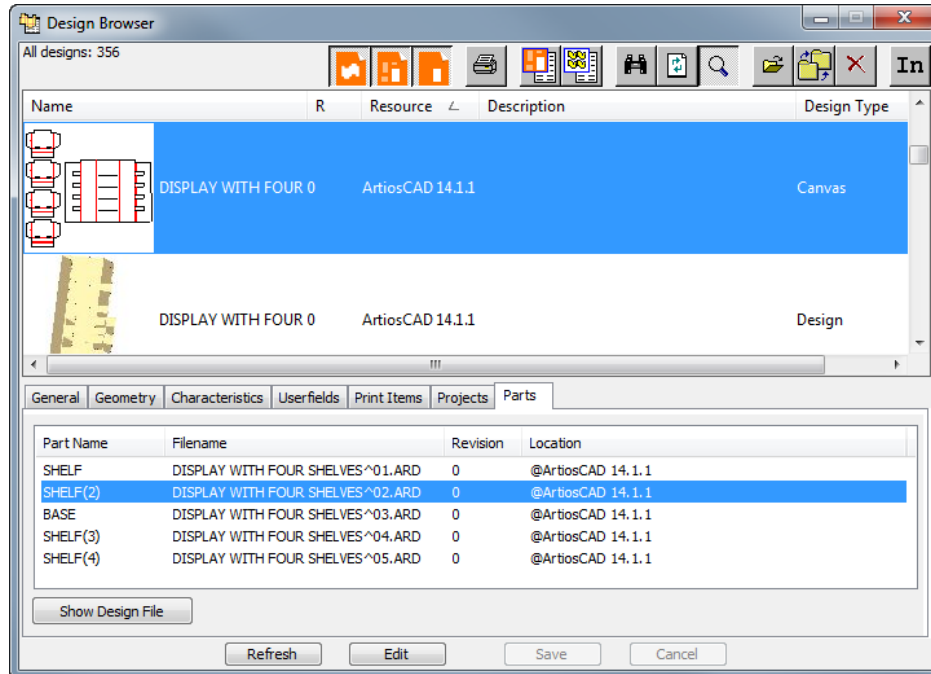 Design Browser
All designs: 356
In
Name R Resource Description Design Type
DISPLAY WITH FOUR 0 ArtiosCAD 14.1.1 Canvas
DISPLAY WITH FOUR 0 ArtiosCAD 14.1.1 Design
General Geometry Characteristics Userfields Print Items Projects Parts
Part Name Filename Revision Location
SHELF DISPLAY WITH FOUR SHELVES^01.ARD 0 @ArtiosCAD 14.1.1
SHELF(2) DISPLAY WITH FOUR SHELVES^02.ARD 0 @ArtiosCAD 14.1.1
BASE DISPLAY WITH FOUR SHELVES^03.ARD 0 @ArtiosCAD 14.1.1
SHELF(3) DISPLAY WITH FOUR SHELVES^04.ARD 0 @ArtiosCAD 14.1.1
SHELF(4) DISPLAY WITH FOUR SHELVES^05.ARD 0 @ArtiosCAD 14.1.1
Show Design File
Refresh Edit Save Cancel